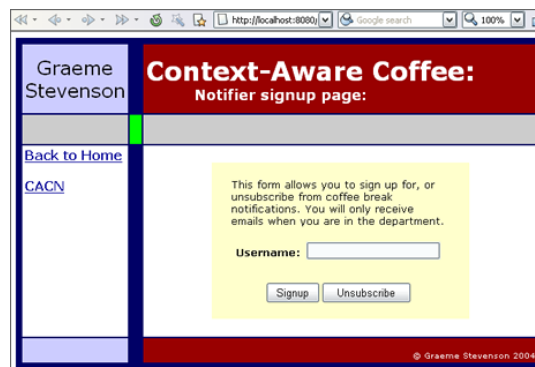 http://localhost:8080/
Google search
100%
Graeme
Stevenson
Context-Aware Coffee:
Notifier signup page:
Back to Home
CACN
This form allows you to sign up for, or
unsubscribe from coffee break
notifications. You will only receive
emails when you are in the department.
Username:
Signup
Unsubscribe
© Graeme Stevenson 2004